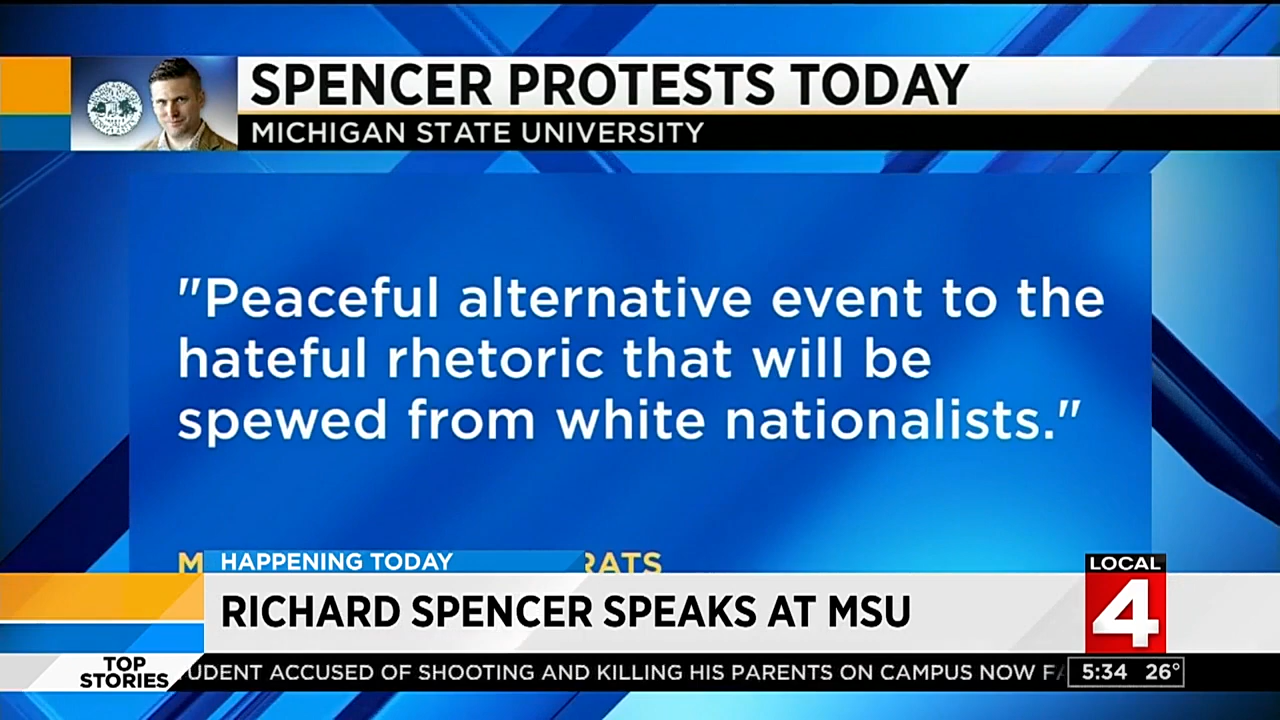 SPENCER PROTESTS TODAY
MICHIGAN STATE UNIVERSITY
"Peaceful alternative event to the
hateful rhetoric that will be
spewed from white nationalists."
HAPPENING TODAY
RICHARD SPENCER SPEAKS AT MSU
LOCAL
4
TOP
STORIES
ACCUSED OF SHOOTING AND KILLING HIS PARENTS ON CAMPUS NOW
5:34 26°